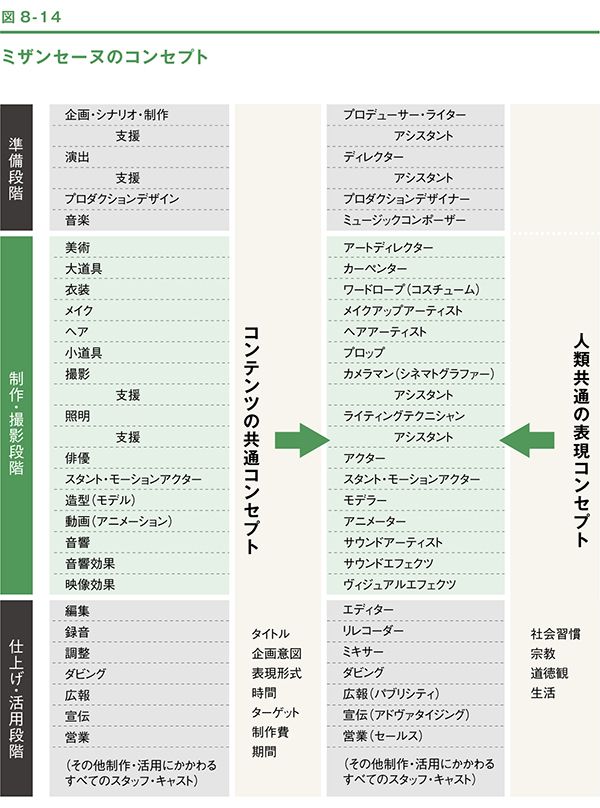 図8-14
ミザンセーヌのコンセプト
準備段階
企画・シナリオ・制作
支援
演出
支援
プロダクションデザイン
音楽
プロデューサー・ライター
アシスタント
ディレクター
アシスタント
プロダクションデザイナー
ミュージックコンポーザー
制作・撮影段階
美術
大道具
衣装
メイク
ヘア
小道具
撮影
支援
照明
支援
俳優
スタント・モーションアクター
造型（モデル）
動画（アニメーション）
音響
音響効果
映像効果
コンテンツの共通コンセプト
アートディレクター
カーペンター
ワードローブ（コスチューム）
メイクアップアーティスト
ヘアアーティスト
プロップ
カメラマン（シネマトグラファー）
アシスタント
ライティングテクニシャン
アシスタント
アクター
スタント・モーションアクター
モデラー
アニメーター
サウンドアーティスト
サウンドエフェクツ
ヴィジュアルエフェクツ
人類共通の表現コンセプト
仕上げ・活用段階
編集
録音
調整
ダビング
広報
宣伝
営業
（その他制作・活用にかかわる
すべてのスタッフ・キャスト）
タイトル
企画意図
表現形式
時間
ターゲット
制作費
期間
エディター
リレコーダー
ミキサー
ダビング
広報（パブリシティ）
宣伝（アドヴァタイジング）
営業（セールス）
（その他制作・活用にかかわる
すべてのスタッフ・キャスト）
社会習慣
宗教
道徳観
生活